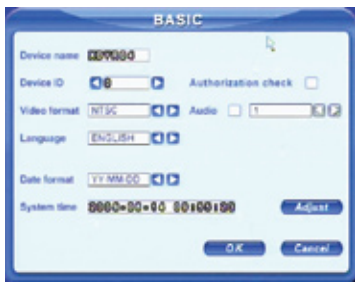 BASIC
Device name
Device ID 6
Authorization check
Video format NTSC Audio 1
Language ENGLISH
Date format YY-MM-DD
System time Adjust
OK Cancel